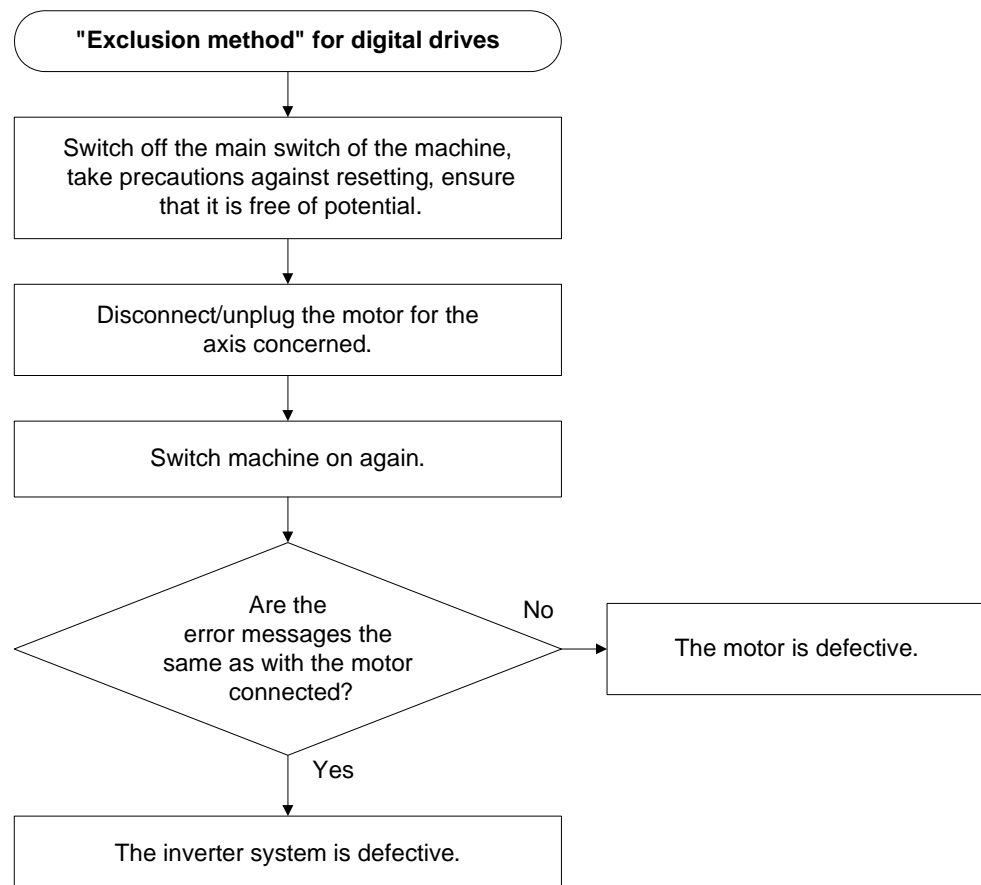 "Exclusion method" for digital drives
Switch off the main switch of the machine,
take precautions against resetting, ensure
that it is free of potential.
Disconnect/unplug the motor for the
axis concerned.
Switch machine on again.
Are the
error messages the
same as with the motor
connected?
No
The motor is defective.
Yes
The inverter system is defective.